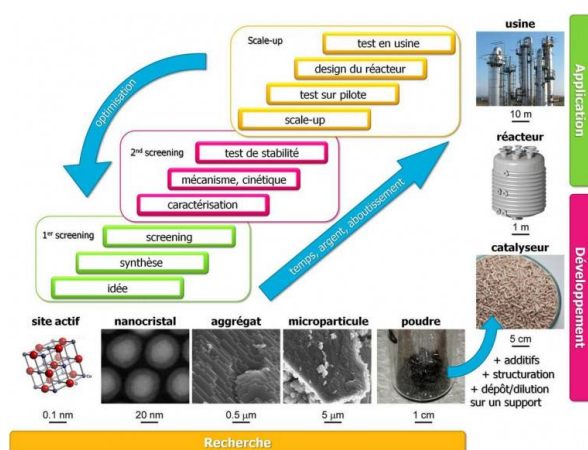 usine
Scale-up
test en usine
design du réacteur
test sur pilote
scale-up
optimisation
10 m
Application
2nd screening
test de stabilité
mécanisme, cinétique
caractérisation
réacteur
1 m
temps, argent, aboutissement
1er screening
screening
synthèse
idée
catalyseur
5 cm
Développement
site actif
nanocristal
aggrégat
microparticule
poudre
+ additifs
+ structuration
+ dépôt/dilution
sur un support
0.1 nm
20 nm
0.5 µm
5 µm
1 cm
Recherche